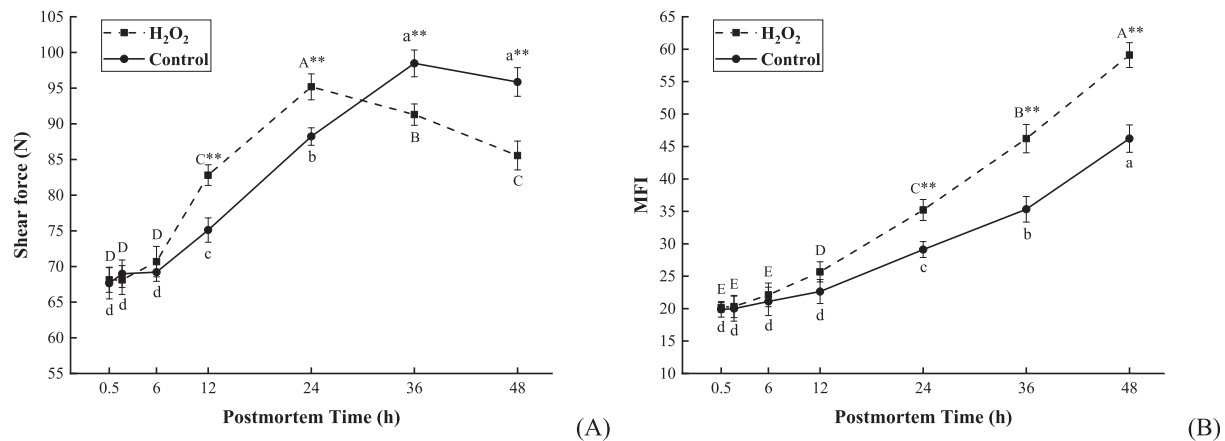 105
100
95
90
85
80
75
70
65
60
55
Shear force (N)
H₂O₂
Control
D
D
D
C**
A**
B
C
d
d
d
c
b
a**
a**
0.5
6
12
24
36
48
Postmortem Time (h)
(A)
65
60
55
50
45
40
35
30
25
20
15
10
MFI
H₂O₂
Control
E
E
E
D
C**
B**
A**
d
d
d
d
c
b
a
0.5
6
12
24
36
48
Postmortem Time (h)
(B)